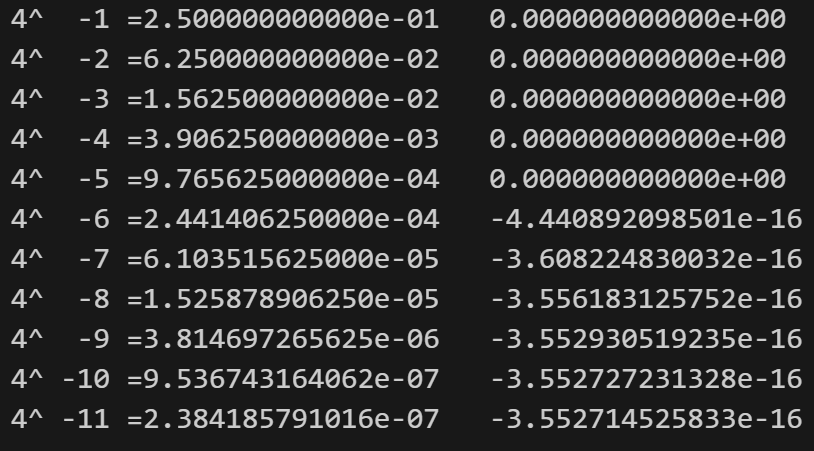 4^  -1 =2.500000000000e-01   0.000000000000e+00
4^  -2 =6.250000000000e-02   0.000000000000e+00
4^  -3 =1.562500000000e-02   0.000000000000e+00
4^  -4 =3.906250000000e-03   0.000000000000e+00
4^  -5 =9.765625000000e-04   0.000000000000e+00
4^  -6 =2.441406250000e-04   -4.440892098501e-16
4^  -7 =6.103515625000e-05   -3.608224830032e-16
4^  -8 =1.525878906250e-05   -3.556183125752e-16
4^  -9 =3.814697265625e-06   -3.552930519235e-16
4^ -10 =9.536743164062e-07   -3.552727231328e-16
4^ -11 =2.384185791016e-07   -3.552714525833e-16